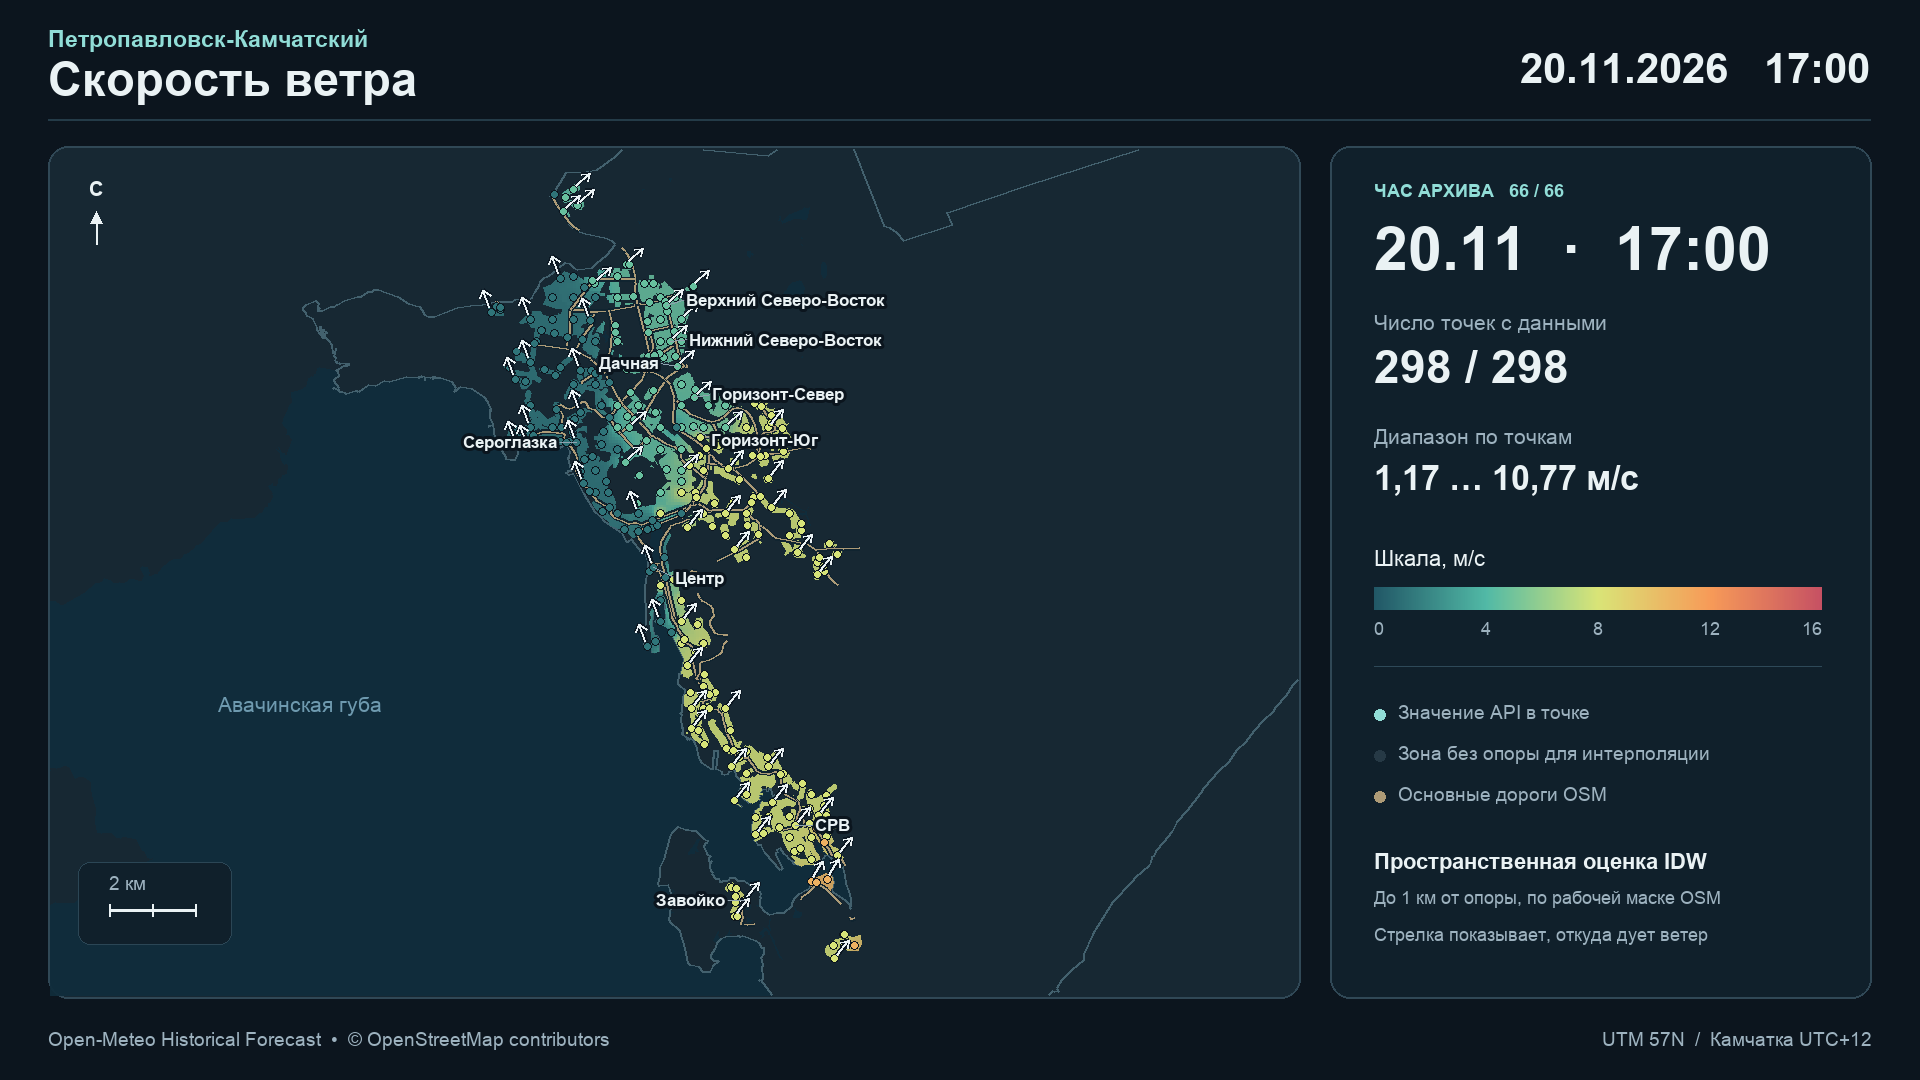 Петропавловск-Камчатский
Скорость ветра
20.11.2026 17:00
С
Верхний Северо-Восток
Нижний Северо-Восток
Дачная
Горизонт-Север
Горизонт-Юг
Сероглазка
Центр
Авачинская губа
СРВ
Завойко
2 км
ЧАС АРХИВА 66 / 66
20.11 · 17:00
Число точек с данными
298 / 298
Диапазон по точкам
1,17 … 10,77 м/с
Шкала, м/с
0 4 8 12 16
Значение API в точке
Зона без опоры для интерполяции
Основные дороги OSM
Пространственная оценка IDW
До 1 км от опоры, по рабочей маске OSM
Стрелка показывает, откуда дует ветер
Open-Meteo Historical Forecast • © OpenStreetMap contributors
UTM 57N / Камчатка UTC+12